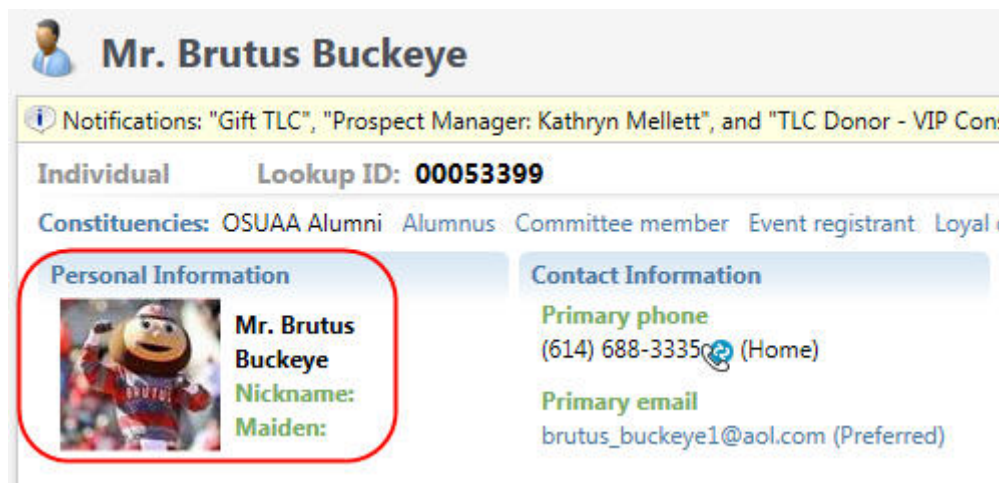 Mr. Brutus Buckeye
Notifications: "Gift TLC", "Prospect Manager: Kathryn Mellett", and "TLC Donor - VIP Cons
Individual Lookup ID: 00053399
Constituencies: OSUAA Alumni Alumnus Committee member Event registrant Loyal
Personal Information
Mr. Brutus
Buckeye
Nickname:
Maiden:
BRUTUS
Contact Information
Primary phone
(614) 688-3335 (Home)
Primary email
brutus_buckeye1@aol.com (Preferred)